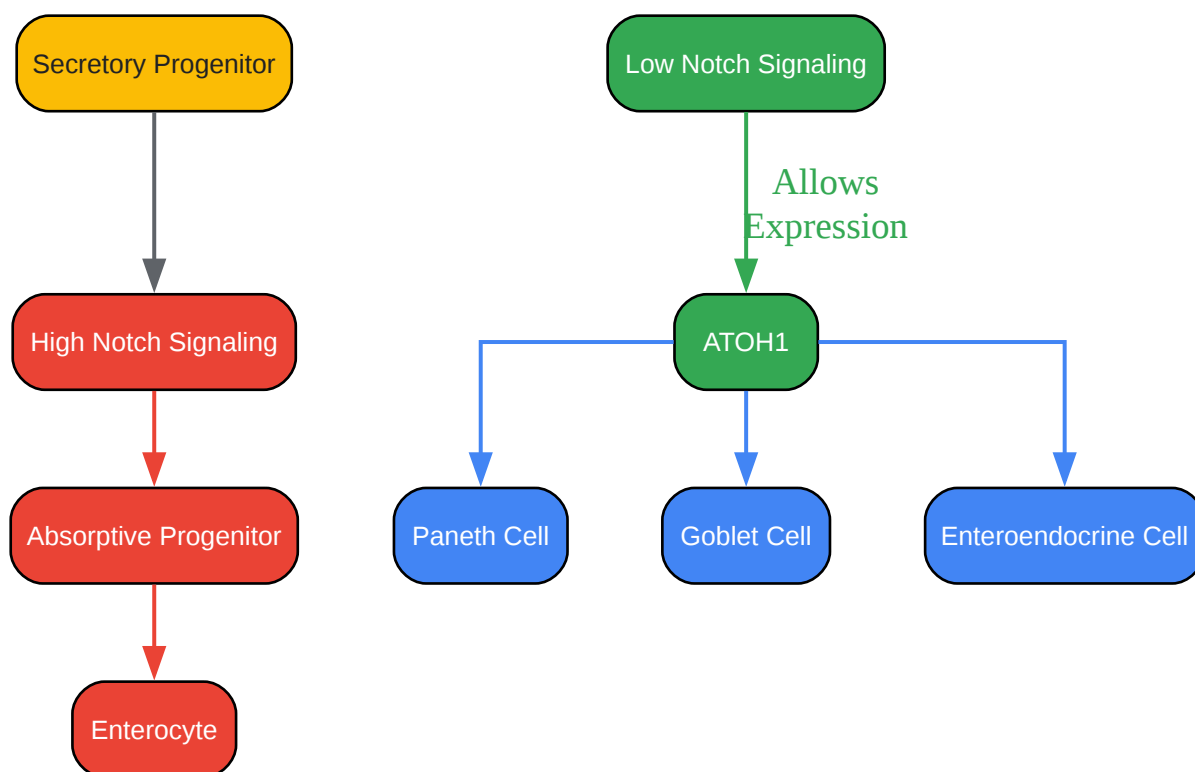 Secretory Progenitor
Low Notch Signaling
Allows
Expression
High Notch Signaling
ATOH1
Absorptive Progenitor
Paneth Cell
Goblet Cell
Enteroendocrine Cell
Enterocyte